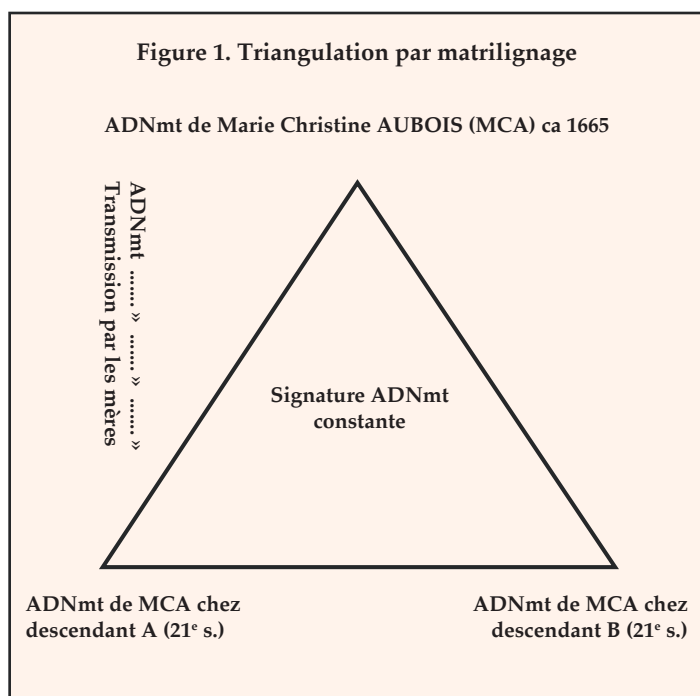 Figure 1. Triangulation par matrilignage
ADNmt de Marie Christine AUBOIS (MCA) ca 1665
ADNmt ....... » ....... » ....... »
Transmission par les mères
Signature ADNmt
constante
ADNmt de MCA chez
descendant A (21e s.)
ADNmt de MCA chez
descendant B (21e s.)